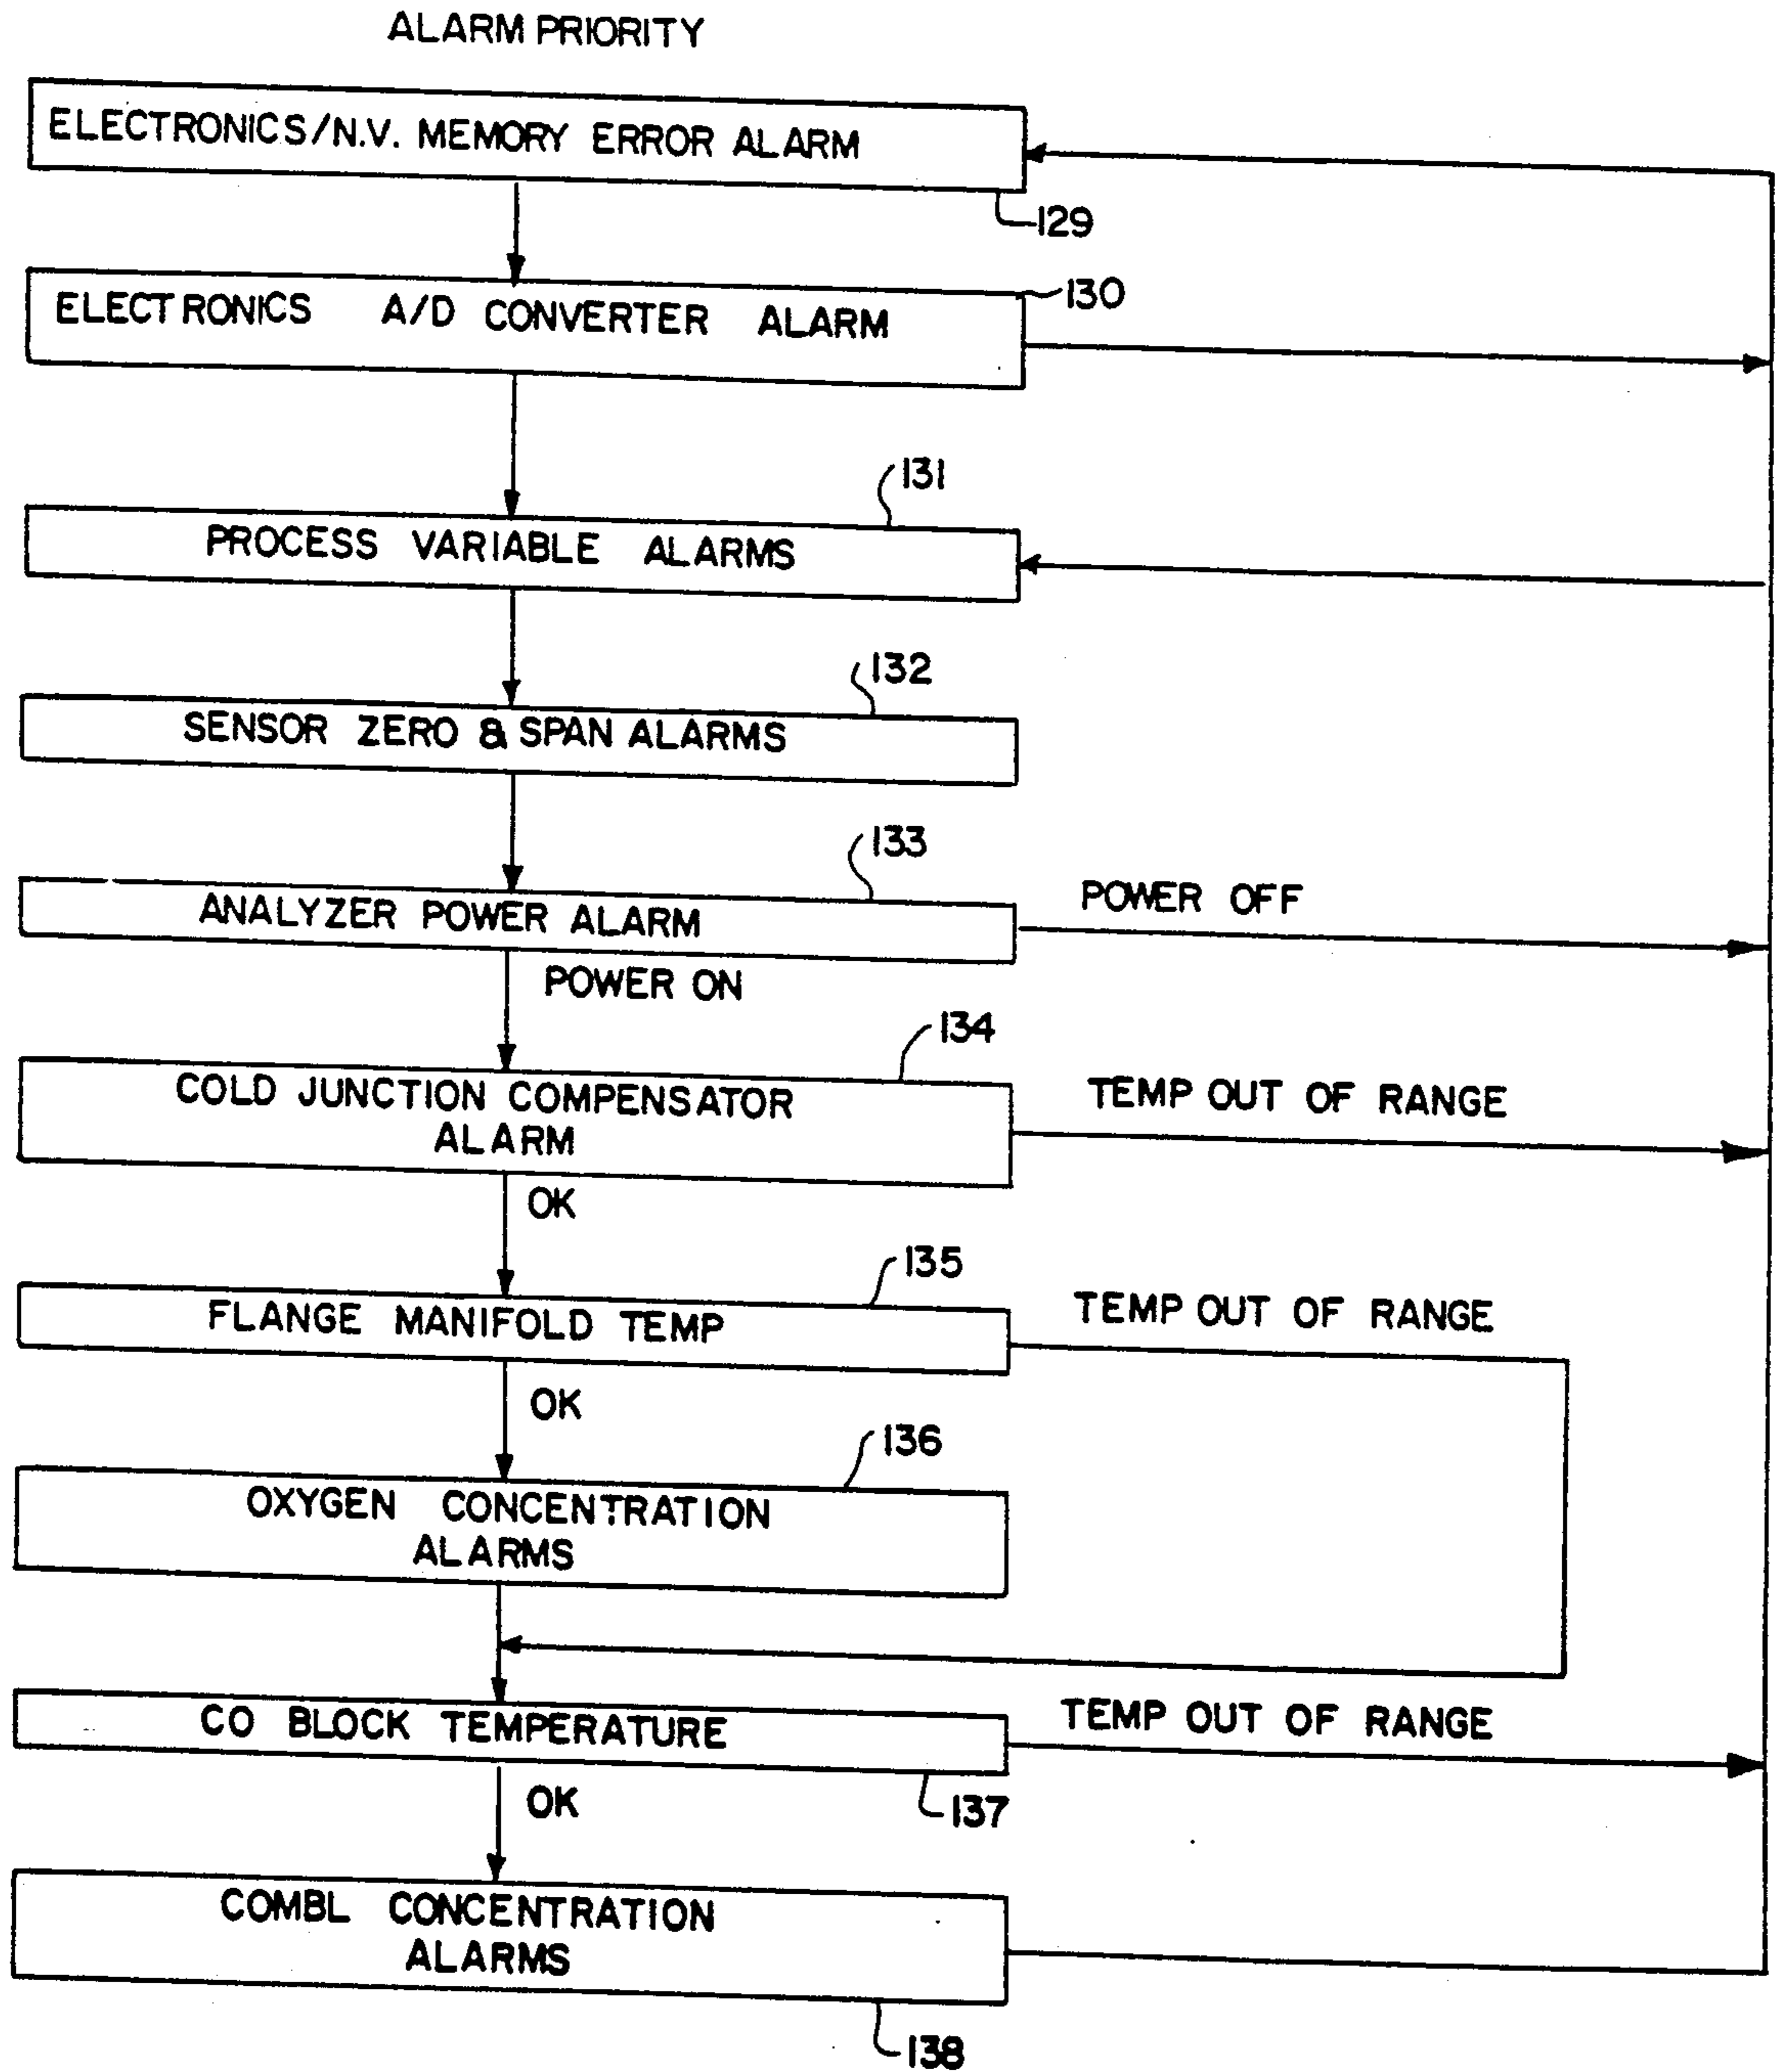 ALARM PRIORITY
ELECTRONICS/N.V. MEMORY ERROR ALARM
129
130
ELECTRONICS A/D CONVERTER ALARM
131
PROCESS VARIABLE ALARMS
132
SENSOR ZERO & SPAN ALARMS
133
ANALYZER POWER ALARM
POWER OFF
POWER ON
134
COLD JUNCTION COMPENSATOR
ALARM
TEMP OUT OF RANGE
OK
135
FLANGE MANIFOLD TEMP
TEMP OUT OF RANGE
OK
136
OXYGEN CONCENTRATION
ALARMS
CO BLOCK TEMPERATURE
TEMP OUT OF RANGE
137
OK
COMBL CONCENTRATION
ALARMS
138